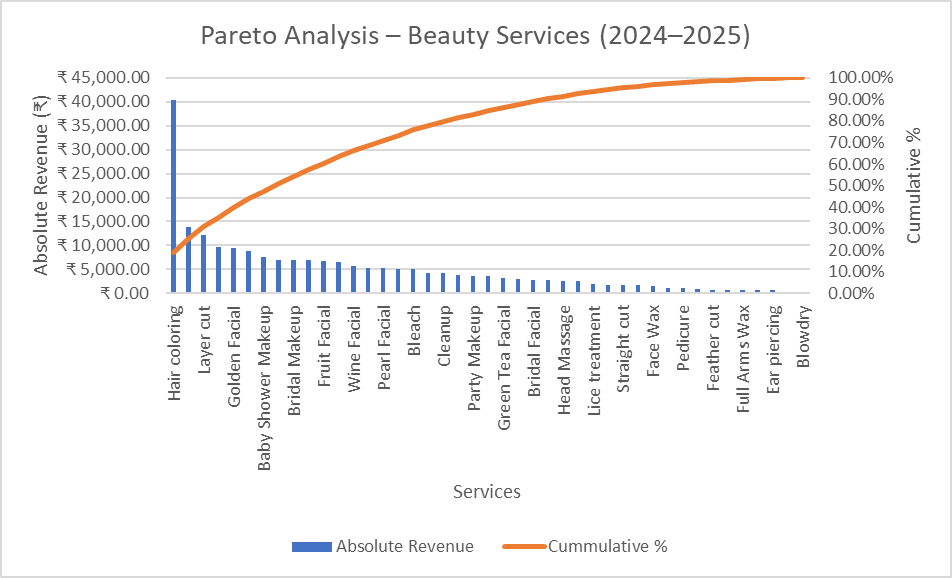 Pareto Analysis – Beauty Services (2024–2025)
Absolute Revenue (₹)
₹ 45,000.00
₹ 40,000.00
₹ 35,000.00
₹ 30,000.00
₹ 25,000.00
₹ 20,000.00
₹ 15,000.00
₹ 10,000.00
₹ 5,000.00
₹ 0.00
100.00%
90.00%
80.00%
70.00%
60.00%
50.00%
40.00%
30.00%
20.00%
10.00%
0.00%
Cumulative %
Hair coloring
Layer cut
Golden Facial
Baby Shower Makeup
Bridal Makeup
Fruit Facial
Wine Facial
Pearl Facial
Bleach
Cleanup
Party Makeup
Green Tea Facial
Bridal Facial
Head Massage
Lice treatment
Straight cut
Face Wax
Pedicure
Feather cut
Full Arms Wax
Ear piercing
Blowdry
Services
Absolute Revenue
Cummulative %